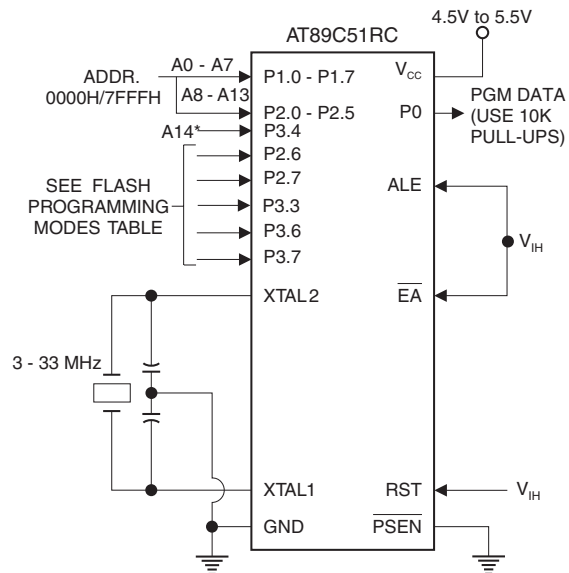 4.5V to 5.5V
AT89C51RC
ADDR.
0000H/7FFFH
A0 - A7
A8 - A13
A14*
P1.0 - P1.7
P2.0 - P2.5
P3.4
P2.6
P2.7
P3.3
P3.6
P3.7
SEE FLASH
PROGRAMMING
MODES TABLE
XTAL2
3 - 33 MHz
XTAL1
GND
VCC
P0
PGM DATA
(USE 10K
PULL-UPS)
ALE
VIH
EA
RST
VIH
PSEN